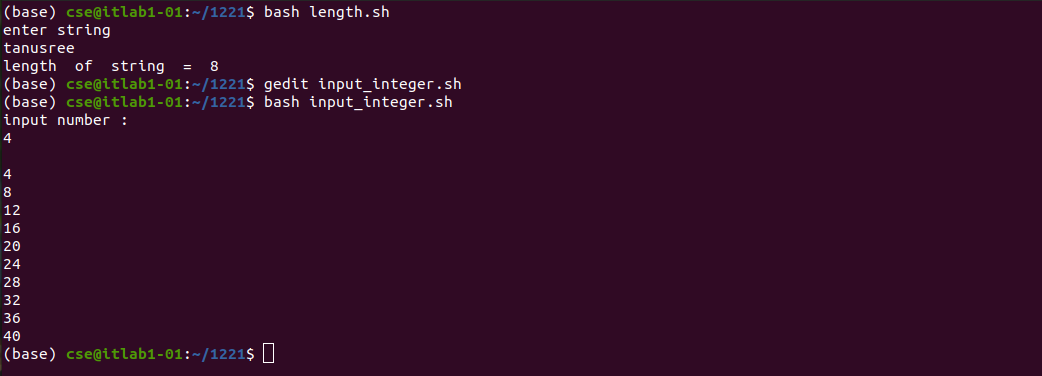 (base) cse@itlab1-01:~/1221$ bash length.sh
enter string
tanusree
length  of  string  =  8
(base) cse@itlab1-01:~/1221$ gedit input_integer.sh
(base) cse@itlab1-01:~/1221$ bash input_integer.sh
input number :
4

4
8
12
16
20
24
28
32
36
40
(base) cse@itlab1-01:~/1221$